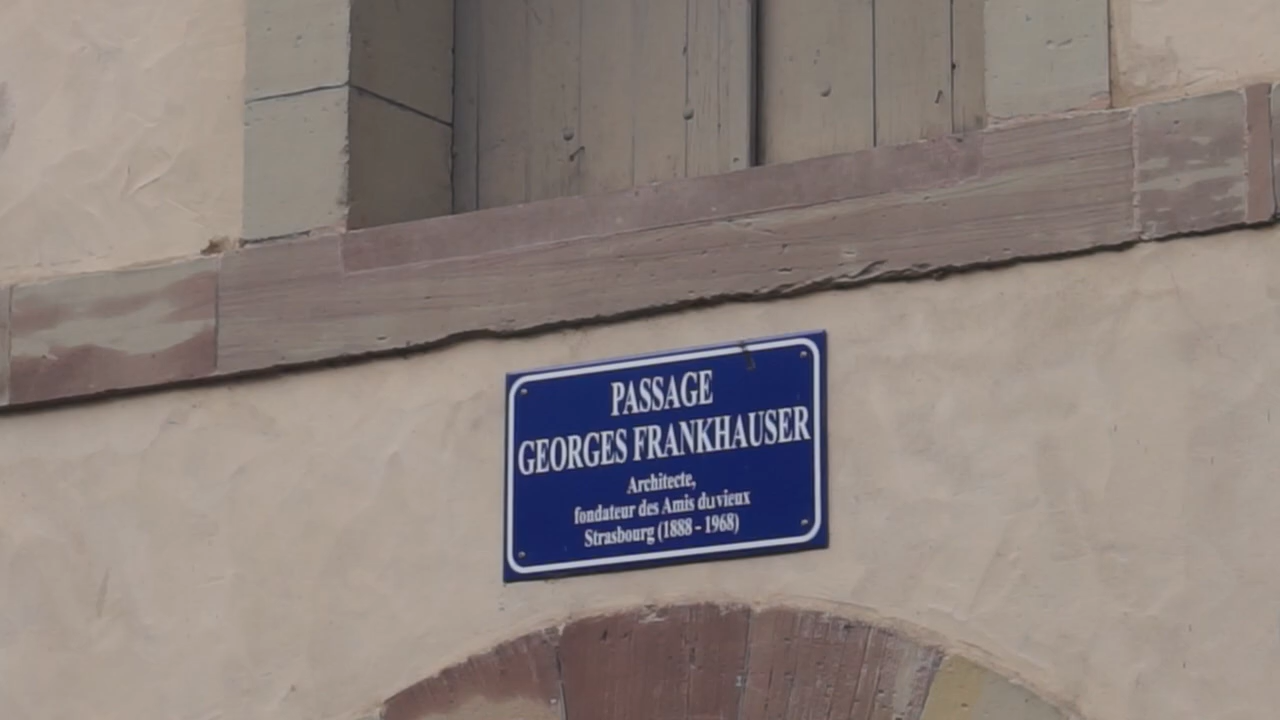 PASSAGE
GEORGES FRANKHAUSER
Architecte,
fondateur des Amis du vieux
Strasbourg (1888 - 1968)